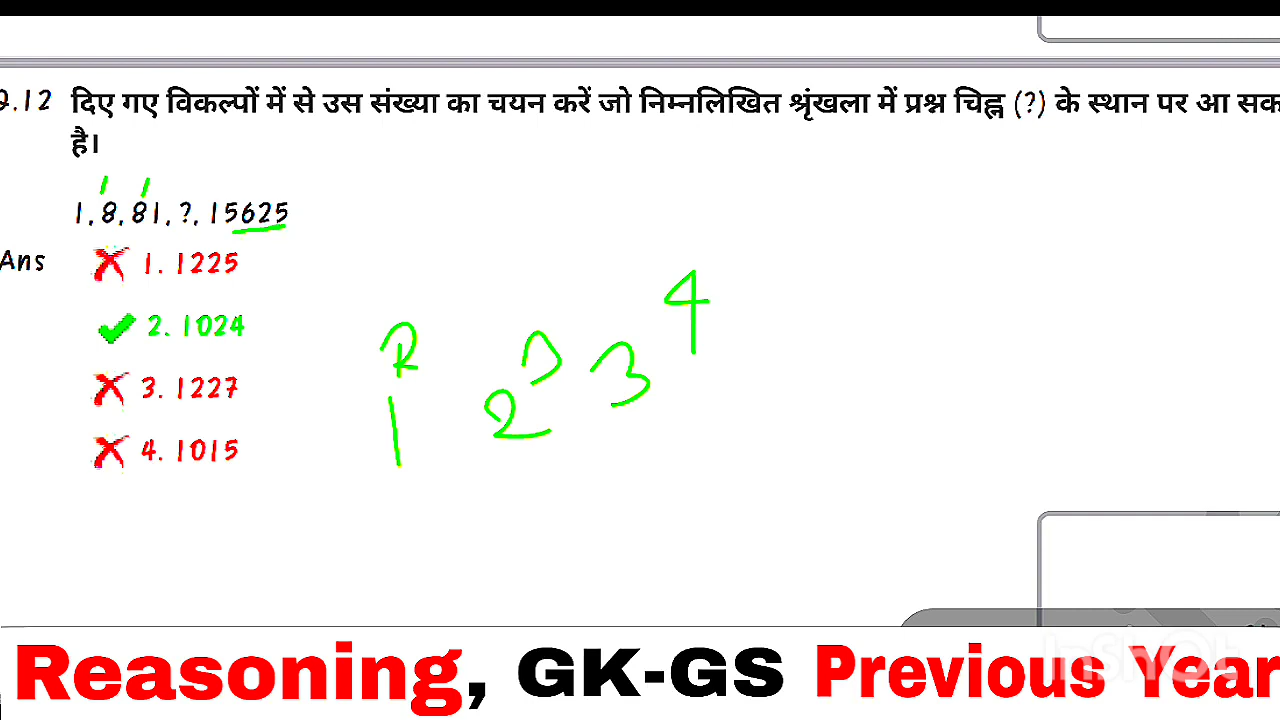 Q.12 दिए गए विकल्पों में से उस संख्या का चयन करें जो निम्नलिखित श्रृंखला में प्रश्न चिह्न (?) के स्थान पर आ सक
है।
1, 8, 81, ?, 15625
Ans
1. 1225
2. 1024
3. 1227
4. 1015
1 2 3 4
Reasoning, GK-GS Previous Year
InShOt